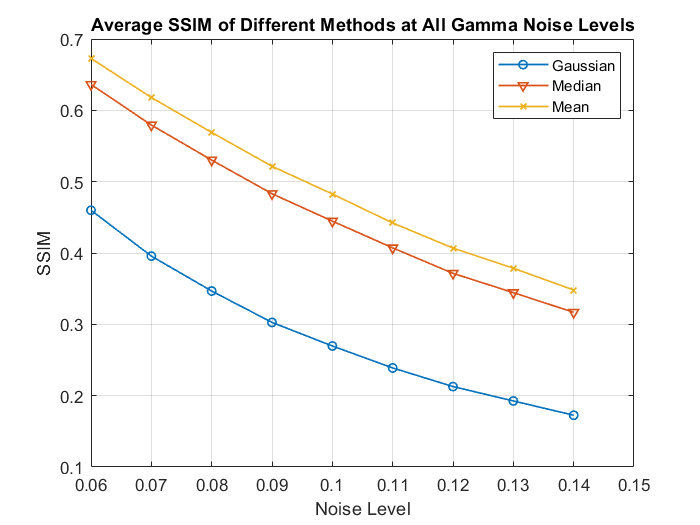 Average SSIM of Different Methods at All Gamma Noise Levels
Gaussian
Median
Mean
SSIM
0.7
0.6
0.5
0.4
0.3
0.2
0.1
0.06 0.07 0.08 0.09 0.1 0.11 0.12 0.13 0.14 0.15
Noise Level